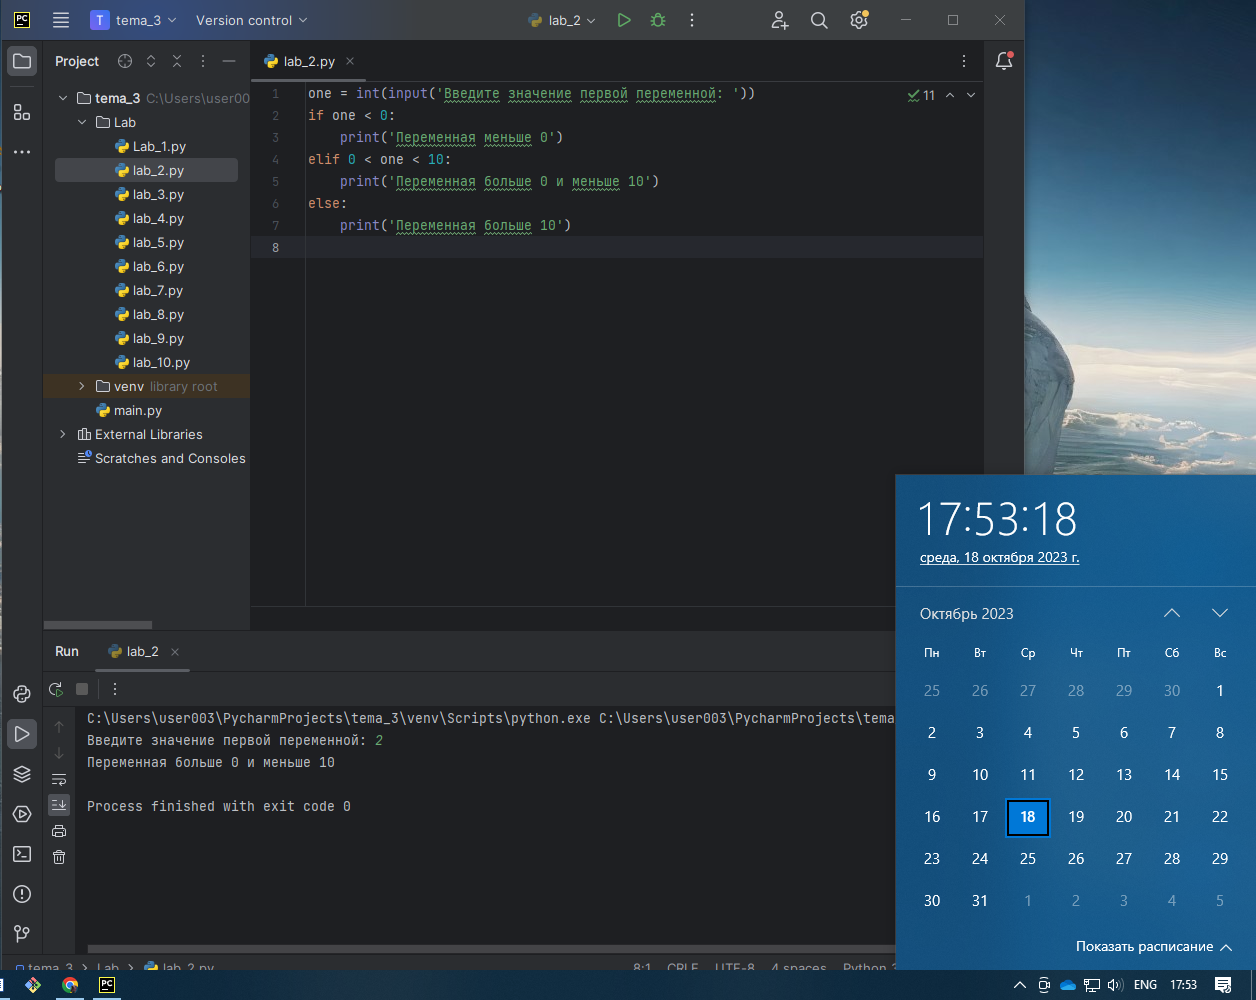 PC T tema_3 Version control lab_2
Project
lab_2.py
tema_3 C:\Users\user00
Lab
Lab_1.py
lab_2.py
lab_3.py
lab_4.py
lab_5.py
lab_6.py
lab_7.py
lab_8.py
lab_9.py
lab_10.py
venv library root
main.py
External Libraries
Scratches and Consoles
1 one = int(input('Введите значение первой переменной: '))
11
2 if one < 0:
3 print('Переменная меньше 0')
4 elif 0 < one < 10:
5 print('Переменная больше 0 и меньше 10')
6 else:
7 print('Переменная больше 10')
8
Run lab_2
C:\Users\user003\PycharmProjects\tema_3\venv\Scripts\python.exe C:\Users\user003\PycharmProjects\tema
Введите значение первой переменной: 2
Переменная больше 0 и меньше 10
Process finished with exit code 0
17:53:18
среда, 18 октября 2023 г.
Октябрь 2023
Пн Вт Ср Чт Пт Сб Вс
25 26 27 28 29 30 1
2 3 4 5 6 7 8
9 10 11 12 13 14 15
16 17 18 19 20 21 22
23 24 25 26 27 28 29
30 31 1 2 3 4 5
Показать расписание
tema_3 Lab lab_2.py 8:1 CRLF UTF-8 4 spaces Python
PC ENG 17:53